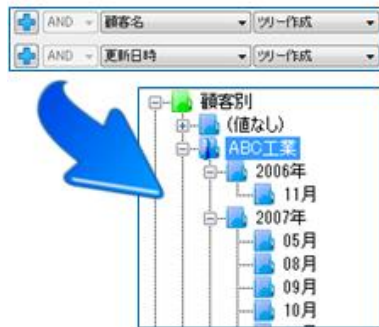 AND 顧客名 ツリー作成
AND 更新日時 ツリー作成
顧客別
(値なし)
ABC工業
2006年
11月
2007年
05月
08月
09月
10月